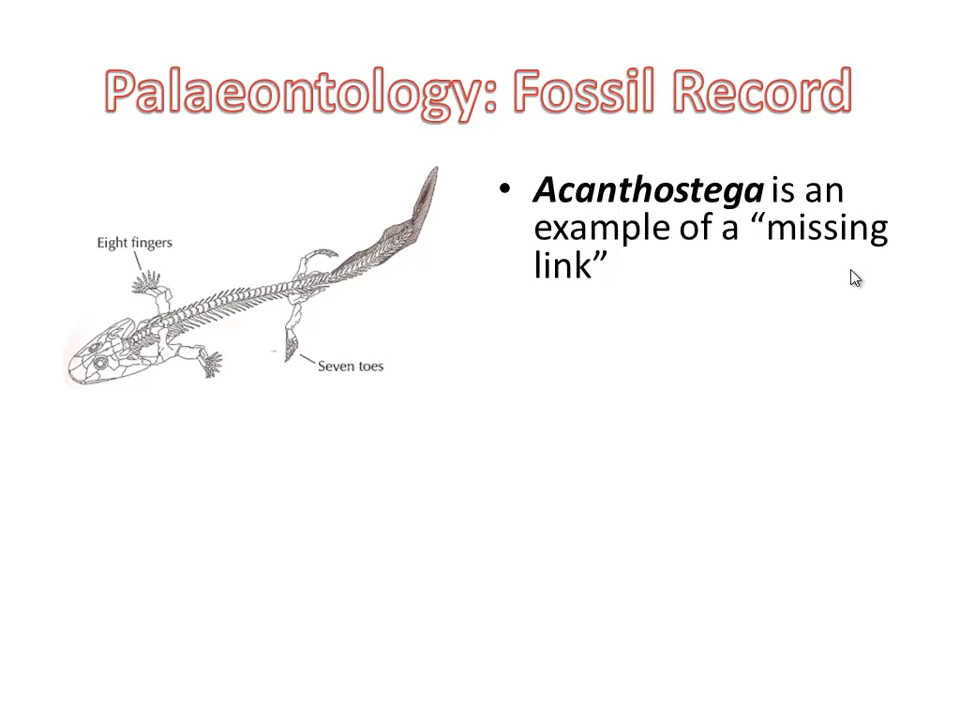 Palaeontology: Fossil Record
Eight fingers
Seven toes
• Acanthostega is an
example of a “missing
link”